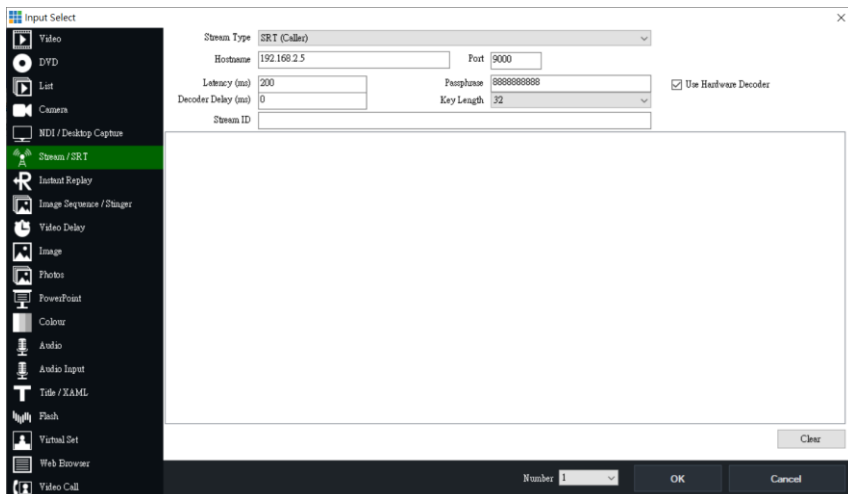 Input Select
Video
DVD
List
Camera
NDI / Desktop Capture
Stream / SRT
Instant Replay
Image Sequence / Stinger
Video Delay
Image
Photos
PowerPoint
Colour
Audio
Audio Input
Title / XAML
Flash
Virtual Set
Web Browser
Video Call
Stream Type SRT (Caller)
Hostname 192.168.2.5 Port 9000
Latency (ms) 200 Passphrase 8888888888 Use Hardware Decoder
Decoder Delay (ms) 0 Key Length 32
Stream ID
Clear
Number 1 OK Cancel